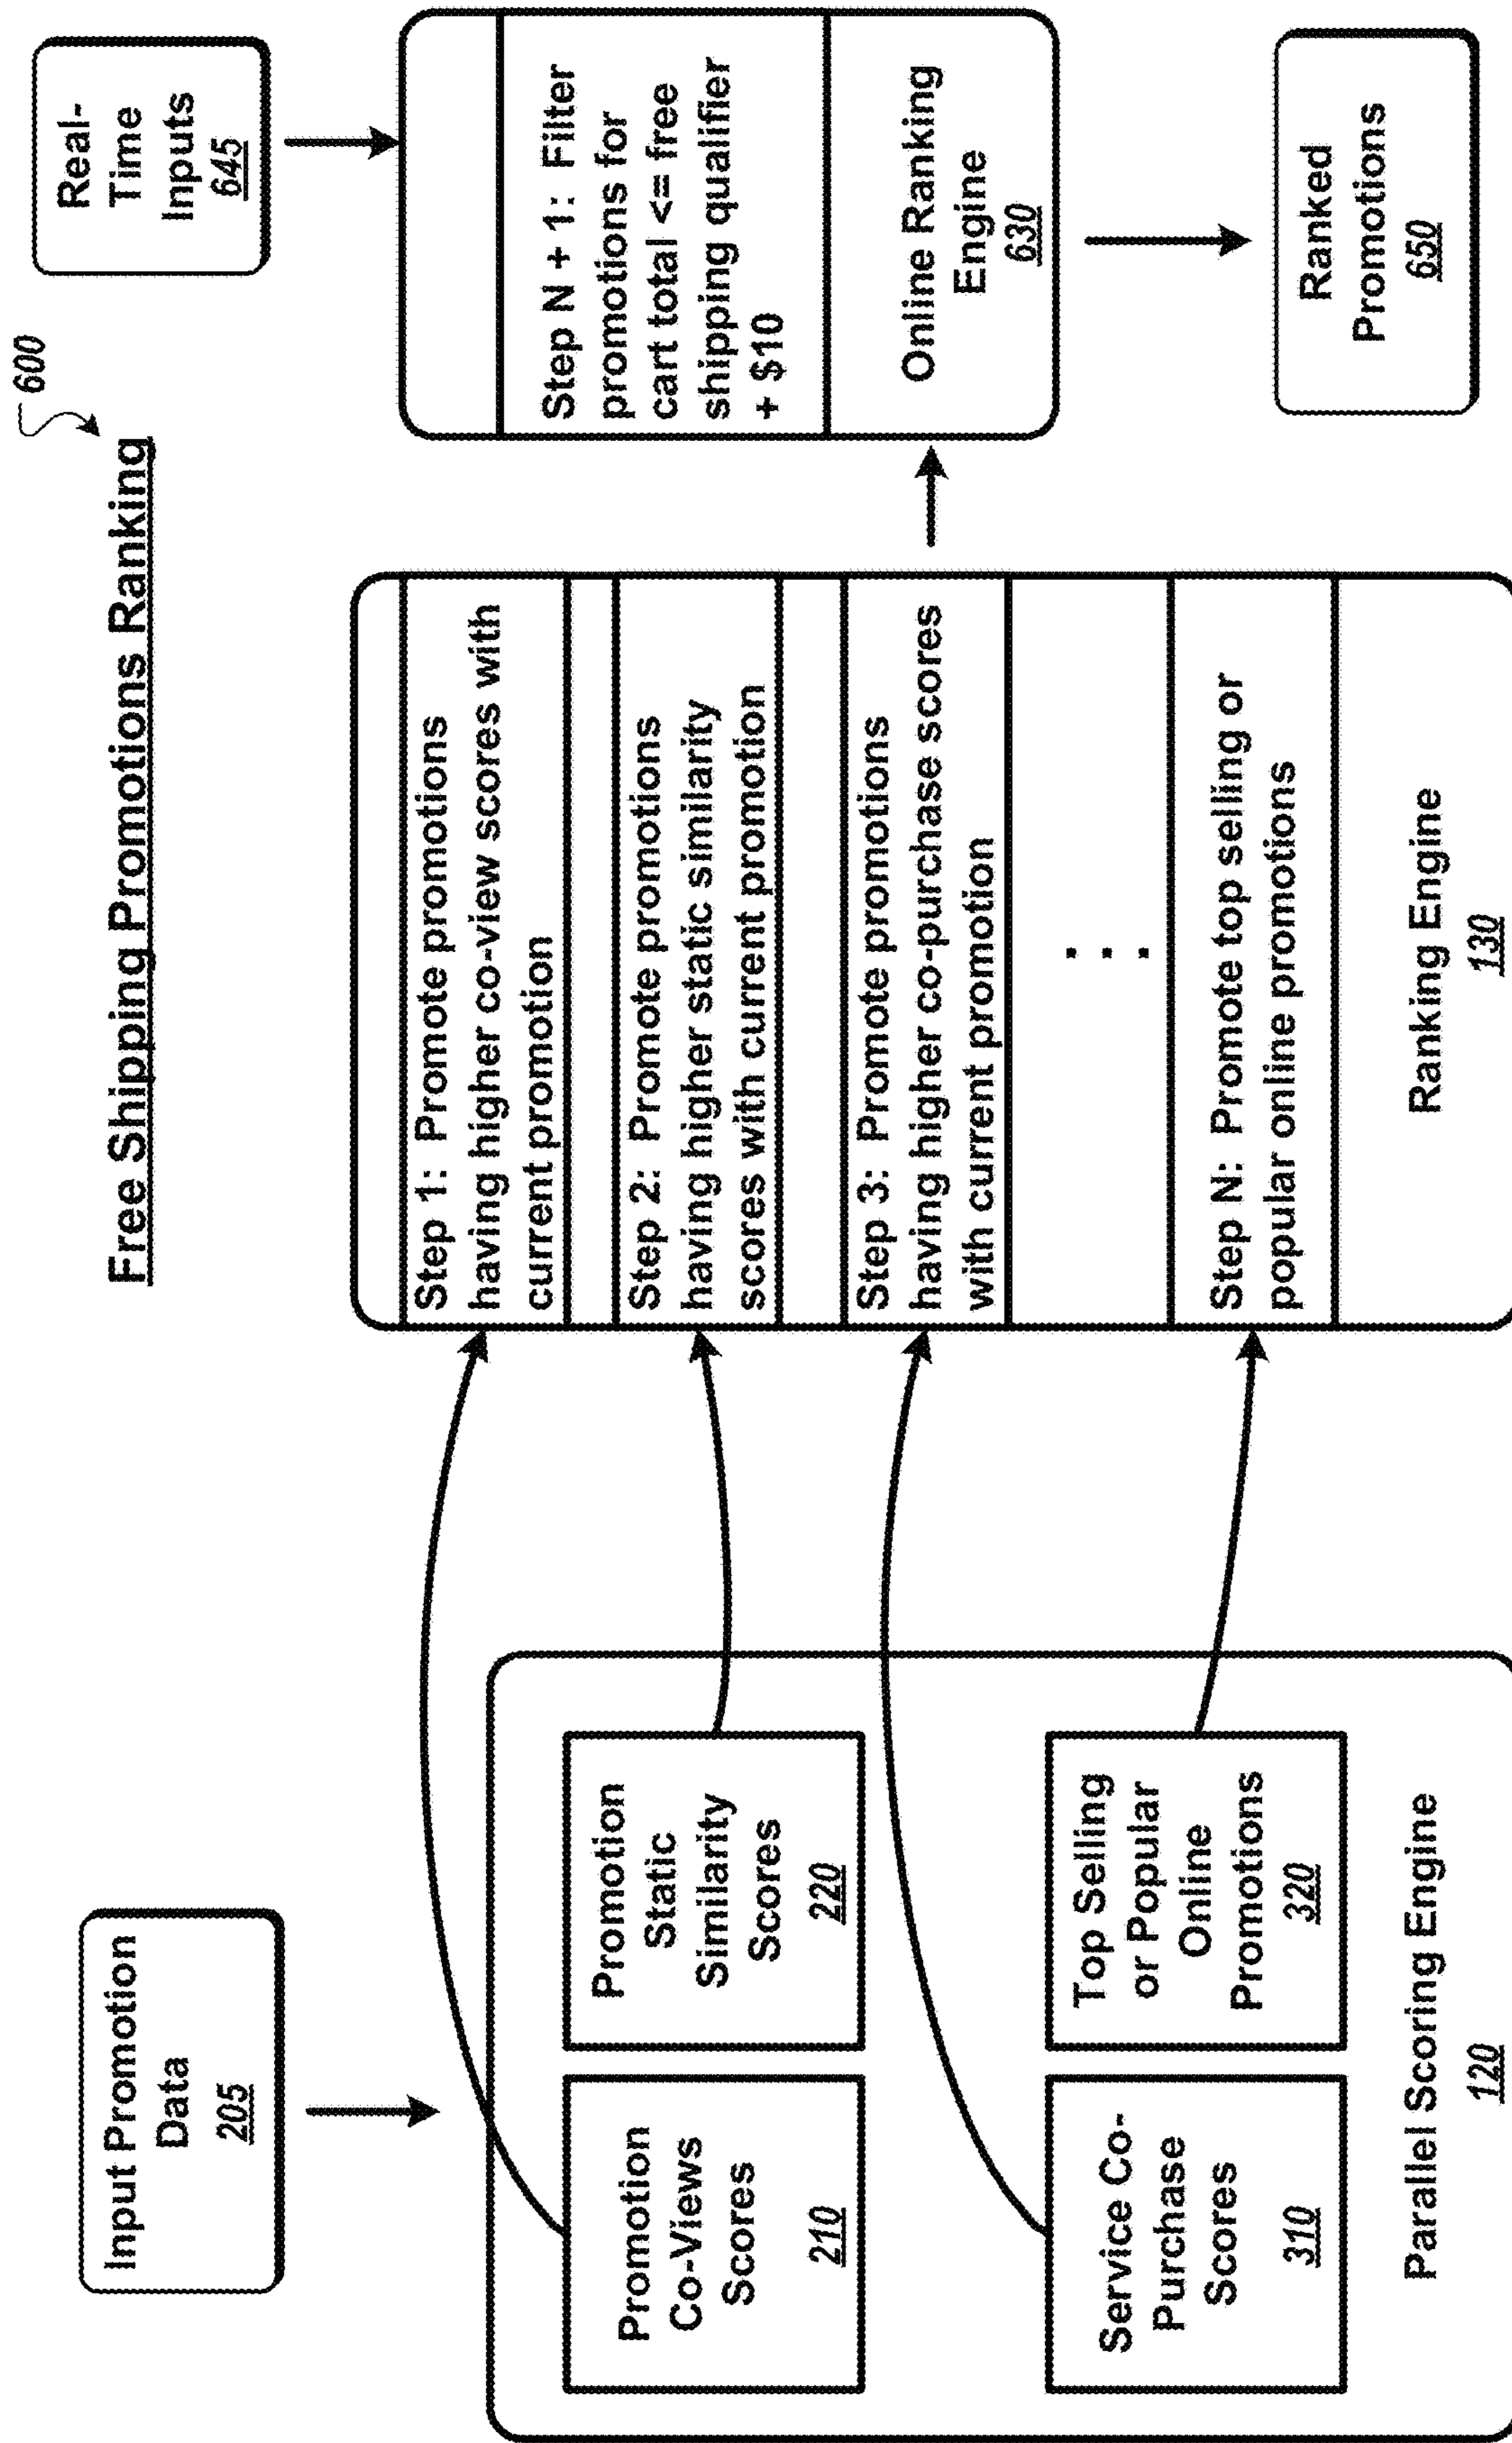 600
Free Shipping Promotions Ranking
Input Promotion
Data
205
Promotion
Co-Views
Scores
210
Promotion
Static
Similarity
Scores
220
Service Co-
Purchase
Scores
310
Top Selling
or Popular
Online
Promotions
320
Parallel Scoring Engine
120
Step 1: Promote promotions
having higher co-view scores with
current promotion
Step 2: Promote promotions
having higher static similarity
scores with current promotion
Step 3: Promote promotions
having higher co-purchase scores
with current promotion
. . .
Step N: Promote top selling or
popular online promotions
Ranking Engine
130
Real-
Time
Inputs
645
Step N + 1: Filter
promotions for
cart total <= free
shipping qualifier
+ $10
Online Ranking
Engine
630
Ranked
Promotions
650